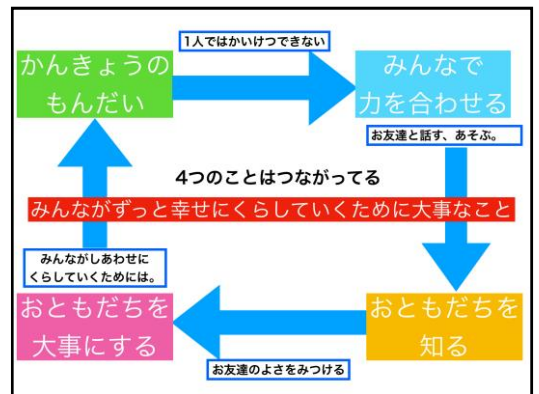 1人ではかいけつできない
かんきょうの
もんだい
みんなで
力を合わせる
お友達と話す、あそぶ。
4つのことはつながってる
みんながずっと幸せにくらしていくために大事なこと
みんながしあわせに
くらしていくためには。
おともだちを
大事にする
おともだちを
知る
お友達のよさをみつける